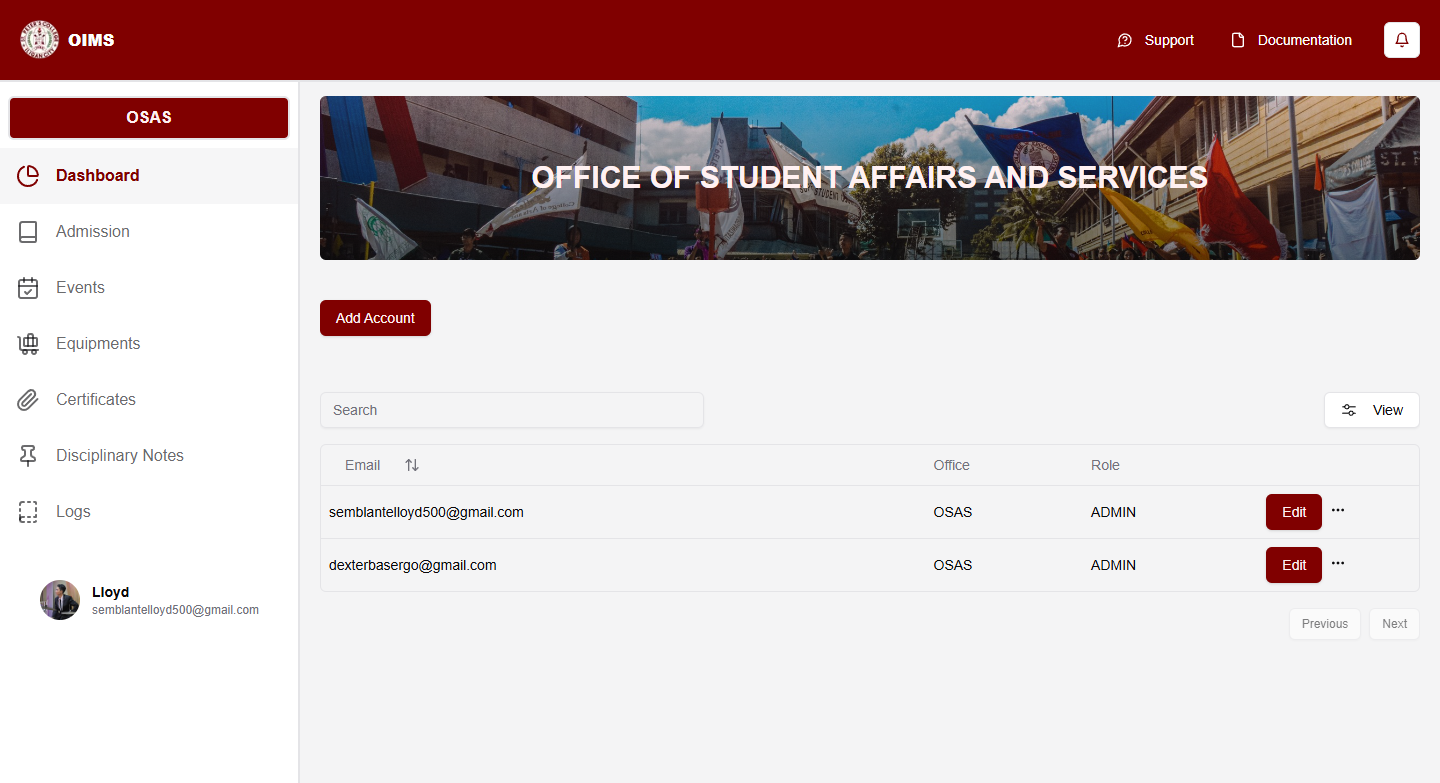 OIMS
Support
Documentation
OSAS
Dashboard
Admission
Events
Equipments
Certificates
Disciplinary Notes
Logs
Lloyd
semblantelloyd500@gmail.com
OFFICE OF STUDENT AFFAIRS AND SERVICES
Add Account
Search
View
Email Office Role
semblantelloyd500@gmail.com OSAS ADMIN Edit
dexterbasergo@gmail.com OSAS ADMIN Edit
Previous Next